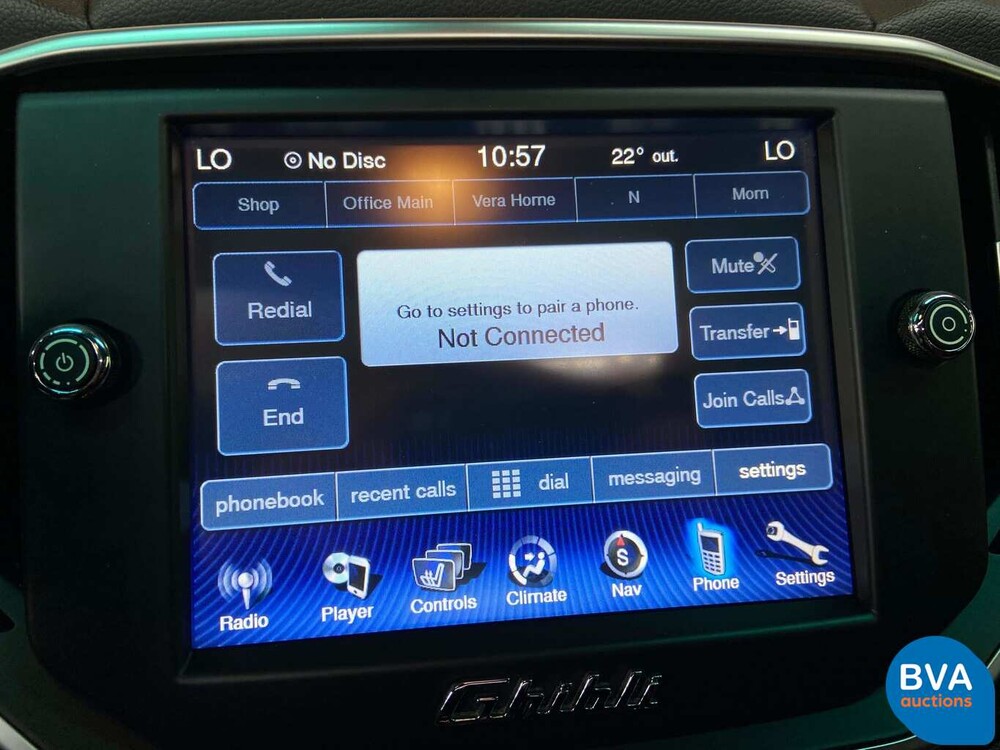 LO No Disc 10:57 22° out. LO
Shop Office Main Vera Home N Mom
Redial
Go to settings to pair a phone.
Not Connected
Mute
Transfer
End
Join Calls
phonebook recent calls dial messaging settings
S
Radio Player Controls Climate Nav Phone Settings
Ghibli
BVA
auctions